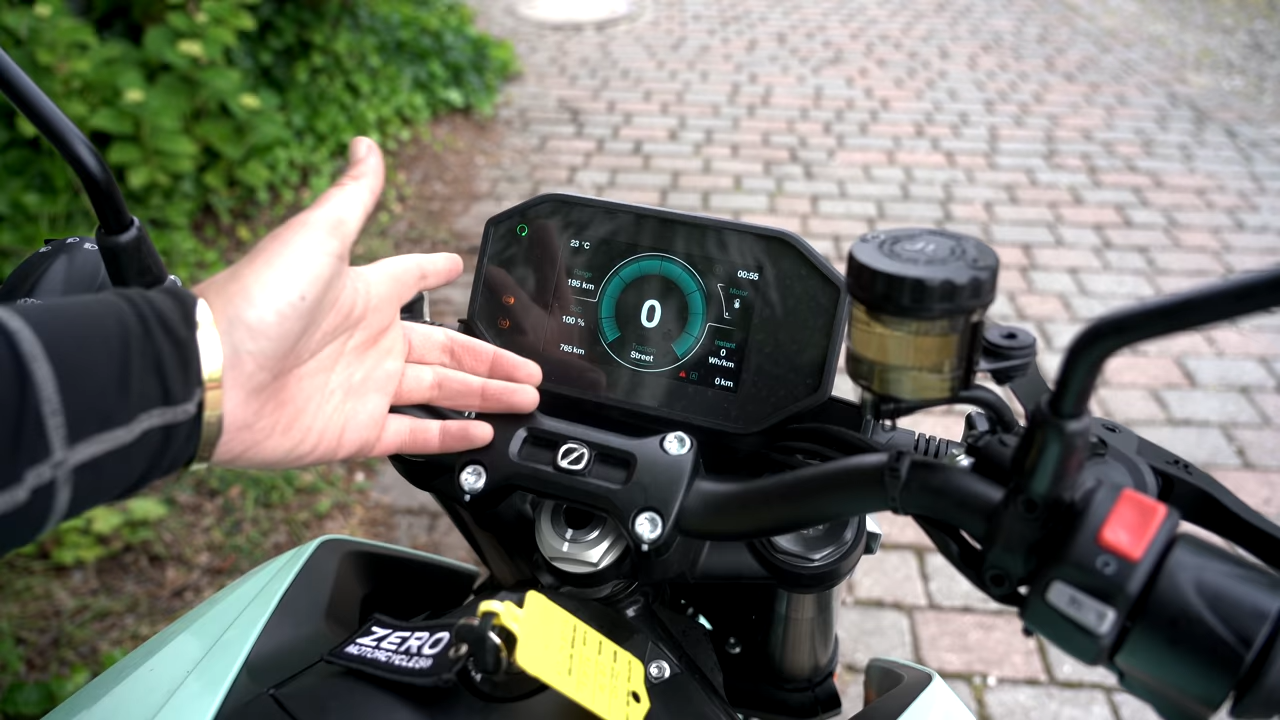 23 °C
00:55
Range
195 km
Motor
0
100 %
Instant
0
Wh/km
765 km
Traction
Street
0 km
ZERO
MOTORCYCLES®